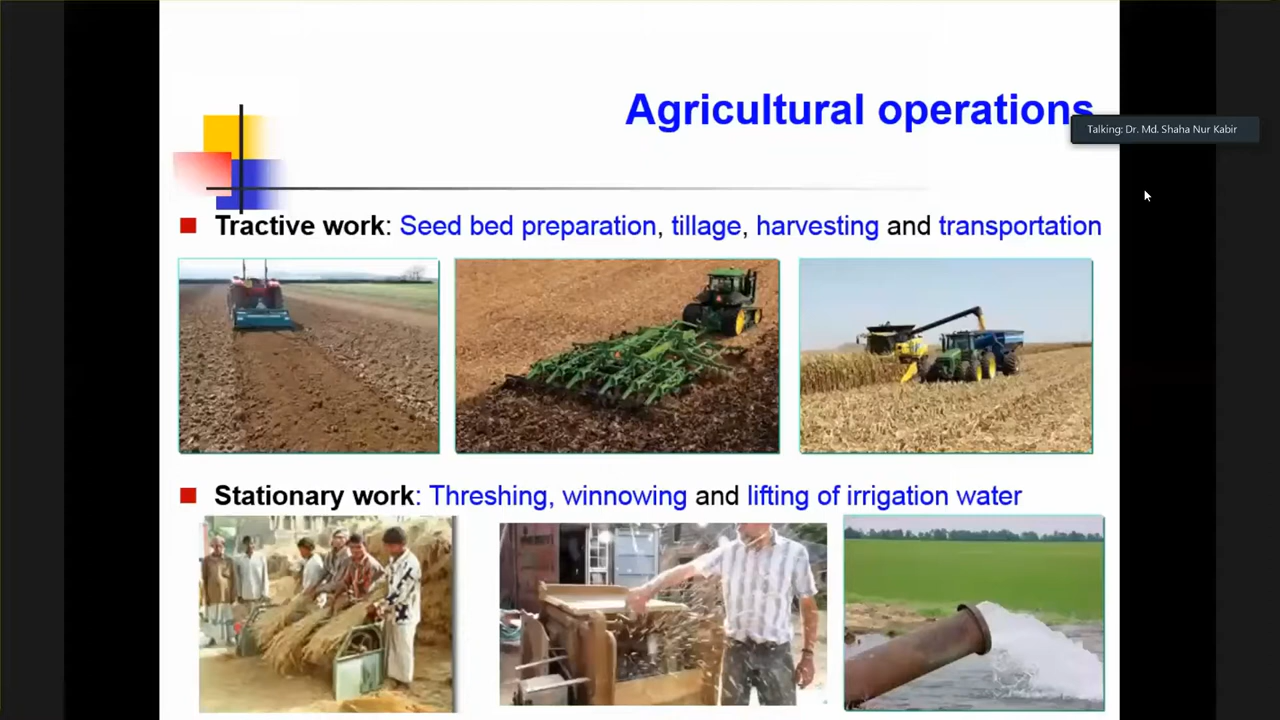 Agricultural operations
Talking: Dr. Md. Shaha Nur Kabir
Tractive work: Seed bed preparation, tillage, harvesting and transportation
Stationary work: Threshing, winnowing and lifting of irrigation water